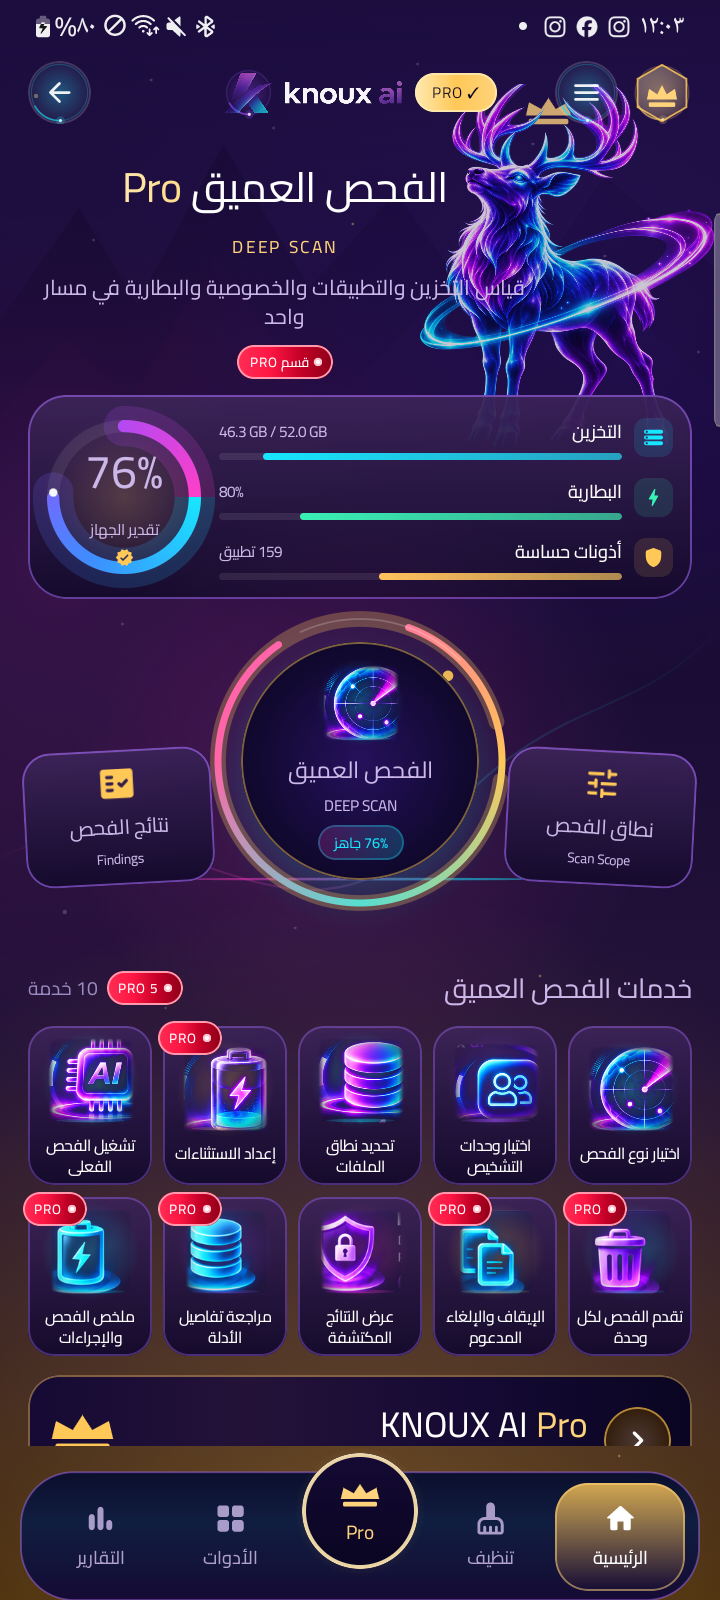 ١٢:٠٣
%٨٠
knoux ai
PRO ✓
الفحص العميق Pro
DEEP SCAN
قياس التخزين والتطبيقات والخصوصية والبطارية في مسار
واحد
قسم PRO
التخزين
46.3 GB / 52.0 GB
البطارية
80%
أذونات حساسة
159 تطبيق
76%
تقدير الجهاز
الفحص العميق
DEEP SCAN
76% جاهز
نطاق الفحص
Scan Scope
نتائج الفحص
Findings
خدمات الفحص العميق
PRO 5
10 خدمة
اختيار نوع الفحص
اختيار وحدات
التشخيص
تحديد نطاق
الملفات
PRO
إعداد الاستثناءات
AI
تشغيل الفحص
الفعلي
PRO
تقدم الفحص لكل
وحدة
PRO
الإيقاف والإلغاء
المدعوم
عرض النتائج
المكتشفة
PRO
مراجعة تفاصيل
الأدلة
PRO
ملخص الفحص
والإجراءات
KNOUX AI Pro
الرئيسية
تنظيف
Pro
الأدوات
التقارير